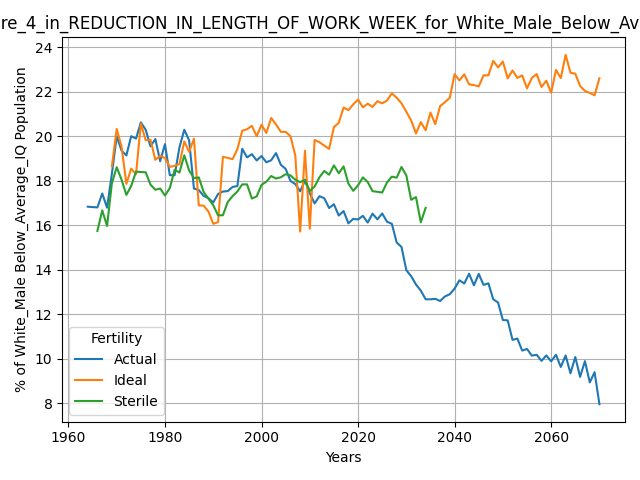 re_4_in_REDUCTION_IN_LENGTH_OF_WORK_WEEK_for_White_Male_Below_Av
% of White_Male Below_Average_IQ Population
24
22
20
18
16
14
12
10
8
Fertility
Actual
Ideal
Sterile
1960
1980
2000
2020
2040
2060
Years